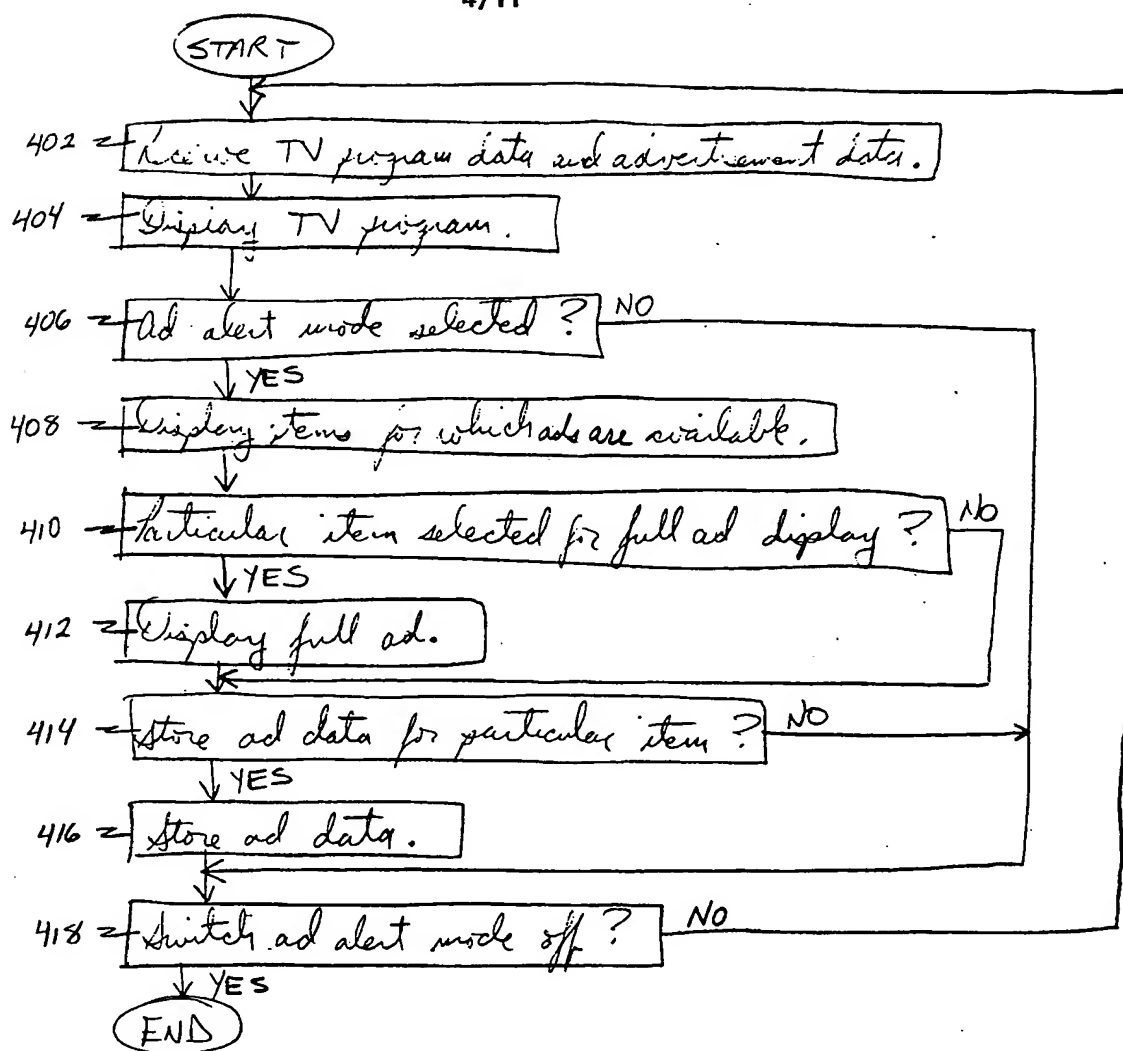 4/11
START
402 Receive TV program data and advertisement data.
404 Display TV program.
406 Ad alert mode selected? NO
YES
408 Display items for which ads are available.
410 Particular item selected for full ad display? NO
YES
412 Display full ad.
414 Store ad data for particular item? NO
YES
416 Store ad data.
418 Switch ad alert mode off? NO
YES
END